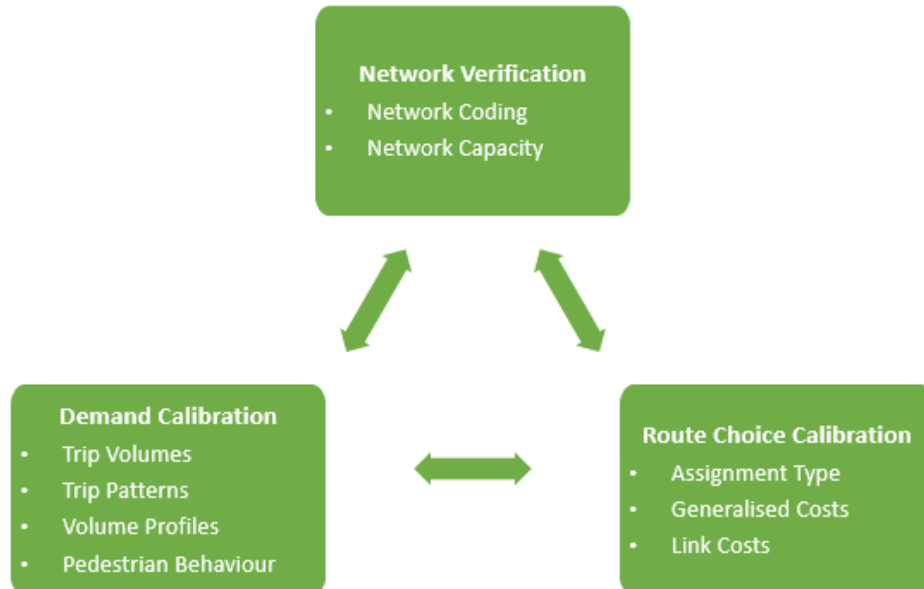 Network Verification
• Network Coding
• Network Capacity
Demand Calibration
• Trip Volumes
• Trip Patterns
• Volume Profiles
• Pedestrian Behaviour
Route Choice Calibration
• Assignment Type
• Generalised Costs
• Link Costs